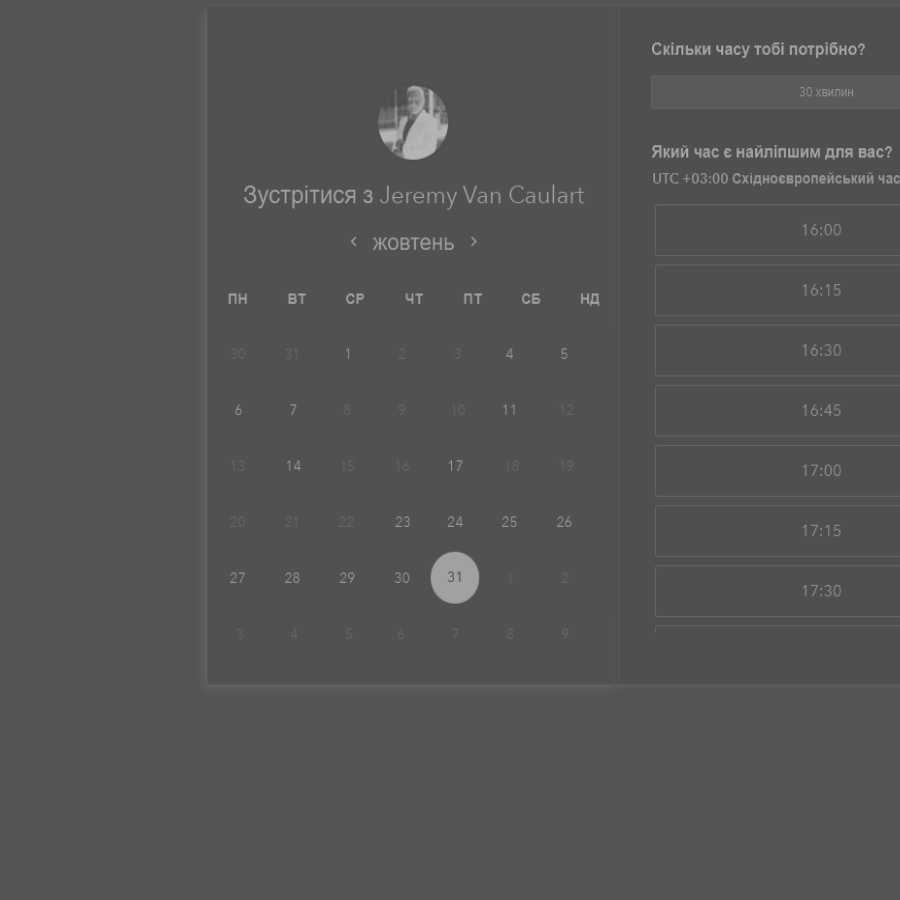 Зустрітися з Jeremy Van Caulart
‹ жовтень ›
ПН ВТ СР ЧТ ПТ СБ НД
30 31 1 2 3 4 5
6 7 8 9 10 11 12
13 14 15 16 17 18 19
20 21 22 23 24 25 26
27 28 29 30 31 1 2
3 4 5 6 7 8 9
Скільки часу тобі потрібно?
30 хвилин
Який час є найліпшим для вас?
UTC +03:00 Східноєвропейський час
16:00
16:15
16:30
16:45
17:00
17:15
17:30